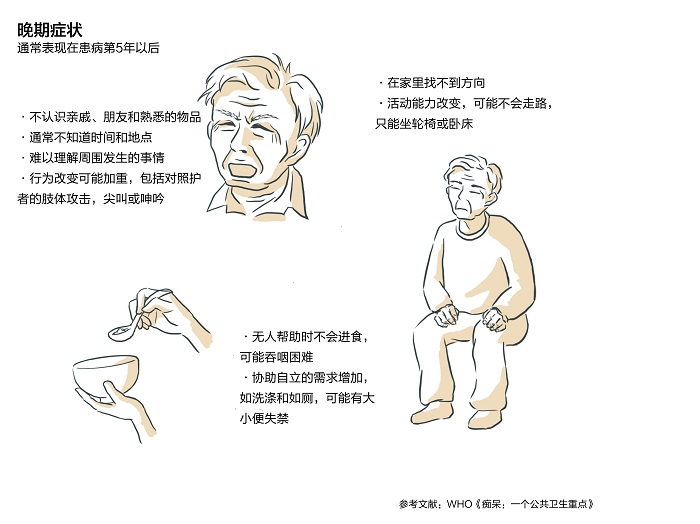 晚期症状
通常表现在患病第5年以后
·不认识亲戚、朋友和熟悉的物品
·通常不知道时间和地点
·难以理解周围发生的事情
·行为改变可能加重，包括对照护
者的肢体攻击，尖叫或呻吟
·在家里找不到方向
·活动能力改变，可能不会走路，
只能坐轮椅或卧床
·无人帮助时不会进食，
可能吞咽困难
·协助自立的需求增加，
如洗涤和如厕，可能有大
小便失禁
参考文献：WHO《痴呆：一个公共卫生重点》